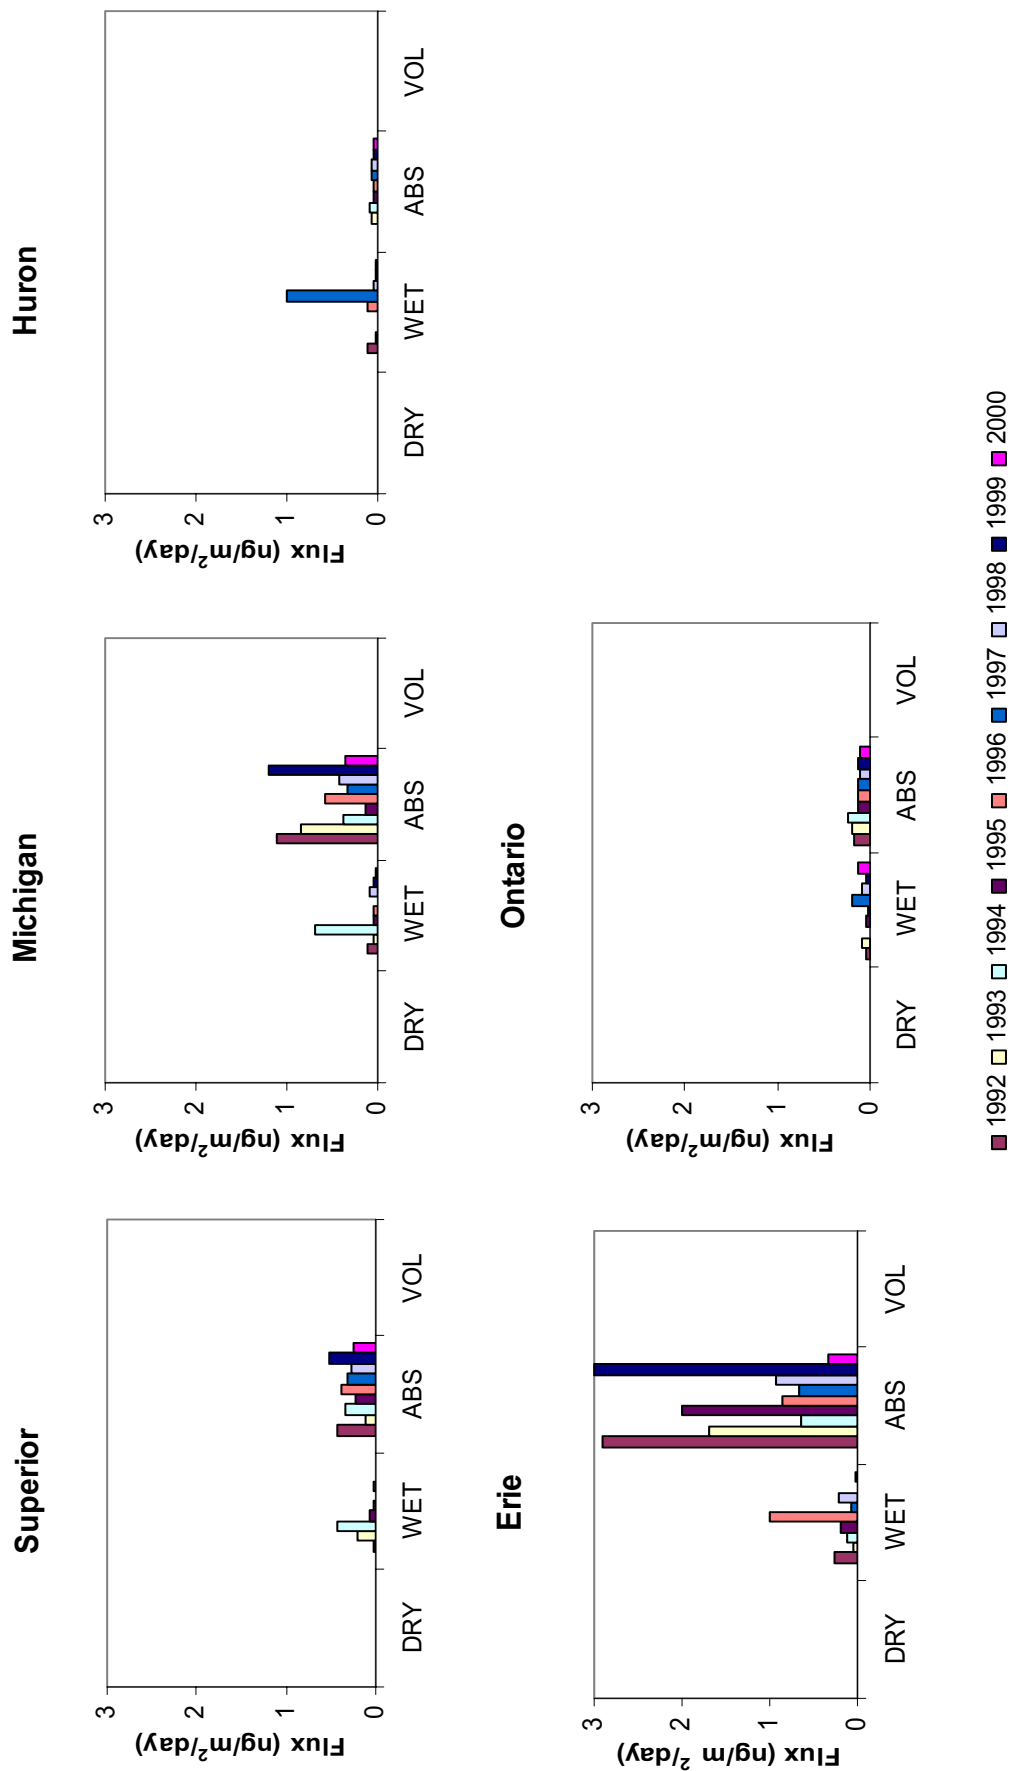 Superior
Flux (ng/m²/day)
3
2
1
0
DRY WET ABS VOL
Michigan
Flux (ng/m²/day)
3
2
1
0
DRY WET ABS VOL
Huron
Flux (ng/m²/day)
3
2
1
0
DRY WET ABS VOL
Erie
Flux (ng/ m ²/day)
3
2
1
0
DRY WET ABS VOL
Ontario
Flux (ng/m²/day)
3
2
1
0
DRY WET ABS VOL
1992 1993 1994 1995 1996 1997 1998 1999 2000